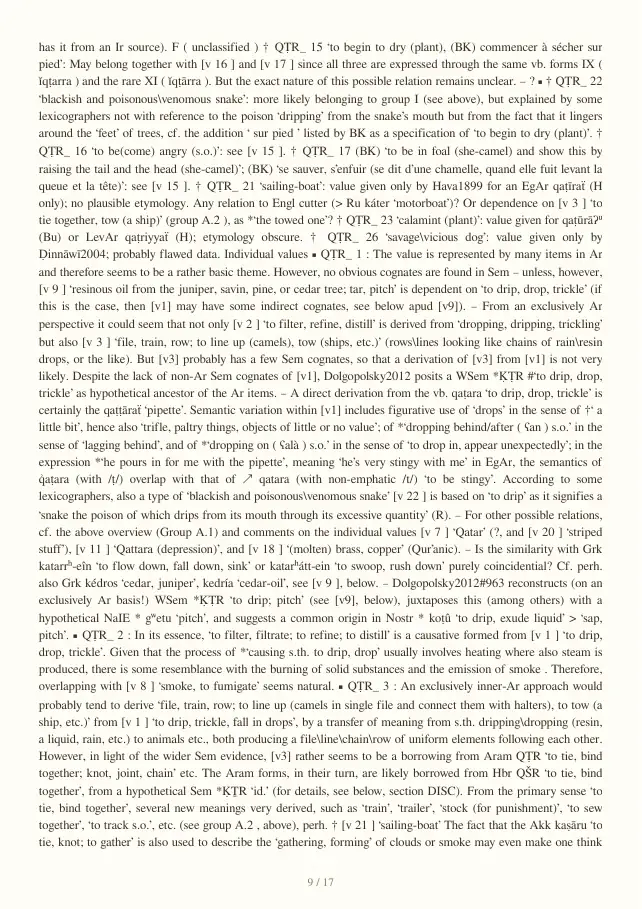 has it from an Ir source). F ( unclassified ) † QṬR_ 15 ‘to begin to dry (plant), (BK) commencer à sécher sur
pied’: May belong together with [v 16 ] and [v 17 ] since all three are expressed through the same vb. forms IX (
ĭqtarra ) and the rare XI ( ĭqtārra ). But the exact nature of this possible relation remains unclear. – ? ▪ † QṬR_ 22
‘blackish and poisonous\venomous snake’: more likely belonging to group I (see above), but explained by some
lexicographers not with reference to the poison ‘dripping’ from the snake’s mouth but from the fact that it lingers
around the ‘feet’ of trees, cf. the addition ‘ sur pied ’ listed by BK as a specification of ‘to begin to dry (plant)’. †
QṬR_ 16 ‘to be(come) angry (s.o.)’: see [v 15 ]. † QṬR_ 17 (BK) ‘to be in foal (she-camel) and show this by
raising the tail and the head (she-camel)’; (BK) ‘se sauver, s’enfuir (se dit d’une chamelle, quand elle fuit levant la
queue et la tête)’: see [v 15 ]. † QṬR_ 21 ‘sailing-boat’: value given only by Hava1899 for an EgAr qaṭīraẗ (H
only); no plausible etymology. Any relation to Engl cutter (> Ru káter ‘motorboat’)? Or dependence on [v 3 ] ‘to
tie together, tow (a ship)’ (group A.2 ), as *‘the towed one’? † QṬR_ 23 ‘calamint (plant)’: value given for qaṭūrāʔᵘ
(Bu) or LevAr qaṭriyyaẗ (H); etymology obscure. † QṬR_ 26 ‘savage\vicious dog’: value given only by
Ḍinnāwī2004; probably flawed data. Individual values ▪ QṬR_ 1 : The value is represented by many items in Ar
and therefore seems to be a rather basic theme. However, no obvious cognates are found in Sem – unless, however,
[v 9 ] ‘resinous oil from the juniper, savin, pine, or cedar tree; tar, pitch’ is dependent on ‘to drip, drop, trickle’ (if
this is the case, then [v1] may have some indirect cognates, see below apud [v9]). – From an exclusively Ar
perspective it could seem that not only [v 2 ] ‘to filter, refine, distill’ is derived from ‘dropping, dripping, trickling’
but also [v 3 ] ‘file, train, row; to line up (camels), tow (ships, etc.)’ (rows\lines looking like chains of rain\resin
drops, or the like). But [v3] probably has a few Sem cognates, so that a derivation of [v3] from [v1] is not very
likely. Despite the lack of non-Ar Sem cognates of [v1], Dolgopolsky2012 posits a WSem *ḲṬR #‘to drip, drop,
trickle’ as hypothetical ancestor of the Ar items. – A direct derivation from the vb. qaṭara ‘to drip, drop, trickle’ is
certainly the qaṭṭāraẗ ‘pipette’. Semantic variation within [v1] includes figurative use of ‘drops’ in the sense of †‘ a
little bit’, hence also ‘trifle, paltry things, objects of little or no value’; of *‘dropping behind/after ( ʕan ) s.o.’ in the
sense of ‘lagging behind’, and of *‘dropping on ( ʕalà ) s.o.’ in the sense of ‘to drop in, appear unexpectedly’; in the
expression *‘he pours in for me with the pipette’, meaning ‘he’s very stingy with me’ in EgAr, the semantics of
qaṭara (with /ṭ/) overlap with that of ↗ qatara (with non-emphatic /t/) ‘to be stingy’. According to some
lexicographers, also a type of ‘blackish and poisonous\venomous snake’ [v 22 ] is based on ‘to drip’ as it signifies a
‘snake the poison of which drips from its mouth through its excessive quantity’ (R). – For other possible relations,
cf. the above overview (Group A.1) and comments on the individual values [v 7 ] ‘Qatar’ (?, and [v 20 ] ‘striped
stuff’), [v 11 ] ‘Qattara (depression)’, and [v 18 ] ‘(molten) brass, copper’ (Qur’anic). – Is the similarity with Grk
katarrʰ-eîn ‘to flow down, fall down, sink’ or katarʰátt-ein ‘to swoop, rush down’ purely coincidental? Cf. perh.
also Grk kédros ‘cedar, juniper’, kedría ‘cedar-oil’, see [v 9 ], below. – Dolgopolsky2012#963 reconstructs (on an
exclusively Ar basis!) WSem *ḲṬR ‘to drip; pitch’ (see [v9], below), juxtaposes this (among others) with a
hypothetical NaIE * gʷetu ‘pitch’, and suggests a common origin in Nostr * ḳoṭû ‘to drip, exude liquid’ > ‘sap,
pitch’. ▪ QṬR_ 2 : In its essence, ‘to filter, filtrate; to refine; to distill’ is a causative formed from [v 1 ] ‘to drip,
drop, trickle’. Given that the process of *‘causing s.th. to drip, drop’ usually involves heating where also steam is
produced, there is some resemblance with the burning of solid substances and the emission of smoke . Therefore,
overlapping with [v 8 ] ‘smoke, to fumigate’ seems natural. ▪ QṬR_ 3 : An exclusively inner-Ar approach would
probably tend to derive ‘file, train, row; to line up (camels in single file and connect them with halters), to tow (a
ship, etc.)’ from [v 1 ] ‘to drip, trickle, fall in drops’, by a transfer of meaning from s.th. dripping\dropping (resin,
a liquid, rain, etc.) to animals etc., both producing a file\line\chain\row of uniform elements following each other.
However, in light of the wider Sem evidence, [v3] rather seems to be a borrowing from Aram QṬR ‘to tie, bind
together; knot, joint, chain’ etc. The Aram forms, in their turn, are likely borrowed from Hbr QŠR ‘to tie, bind
together’, from a hypothetical Sem *ḲṮR ‘id.’ (for details, see below, section DISC). From the primary sense ‘to
tie, bind together’, several new meanings very derived, such as ‘train’, ‘trailer’, ‘stock (for punishment)’, ‘to sew
together’, ‘to track s.o.’, etc. (see group A.2 , above), perh. † [v 21 ] ‘sailing-boat’ The fact that the Akk kaṣāru ‘to
tie, knot; to gather’ is also used to describe the ‘gathering, forming’ of clouds or smoke may even make one think
9 / 17